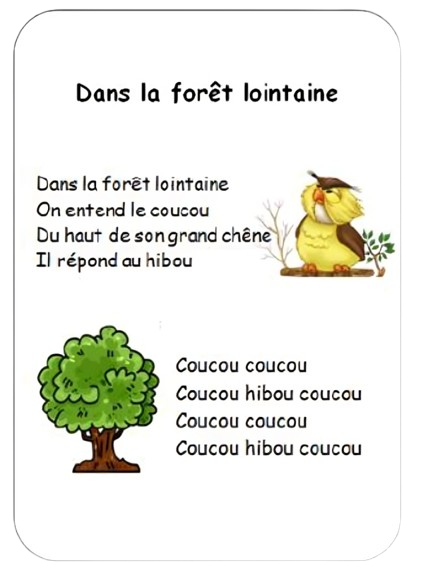 Dans la forêt lointaine
Dans la forêt lointaine
On entend le coucou
Du haut de son grand chêne
Il répond au hibou
Coucou coucou
Coucou hibou coucou
Coucou coucou
Coucou hibou coucou